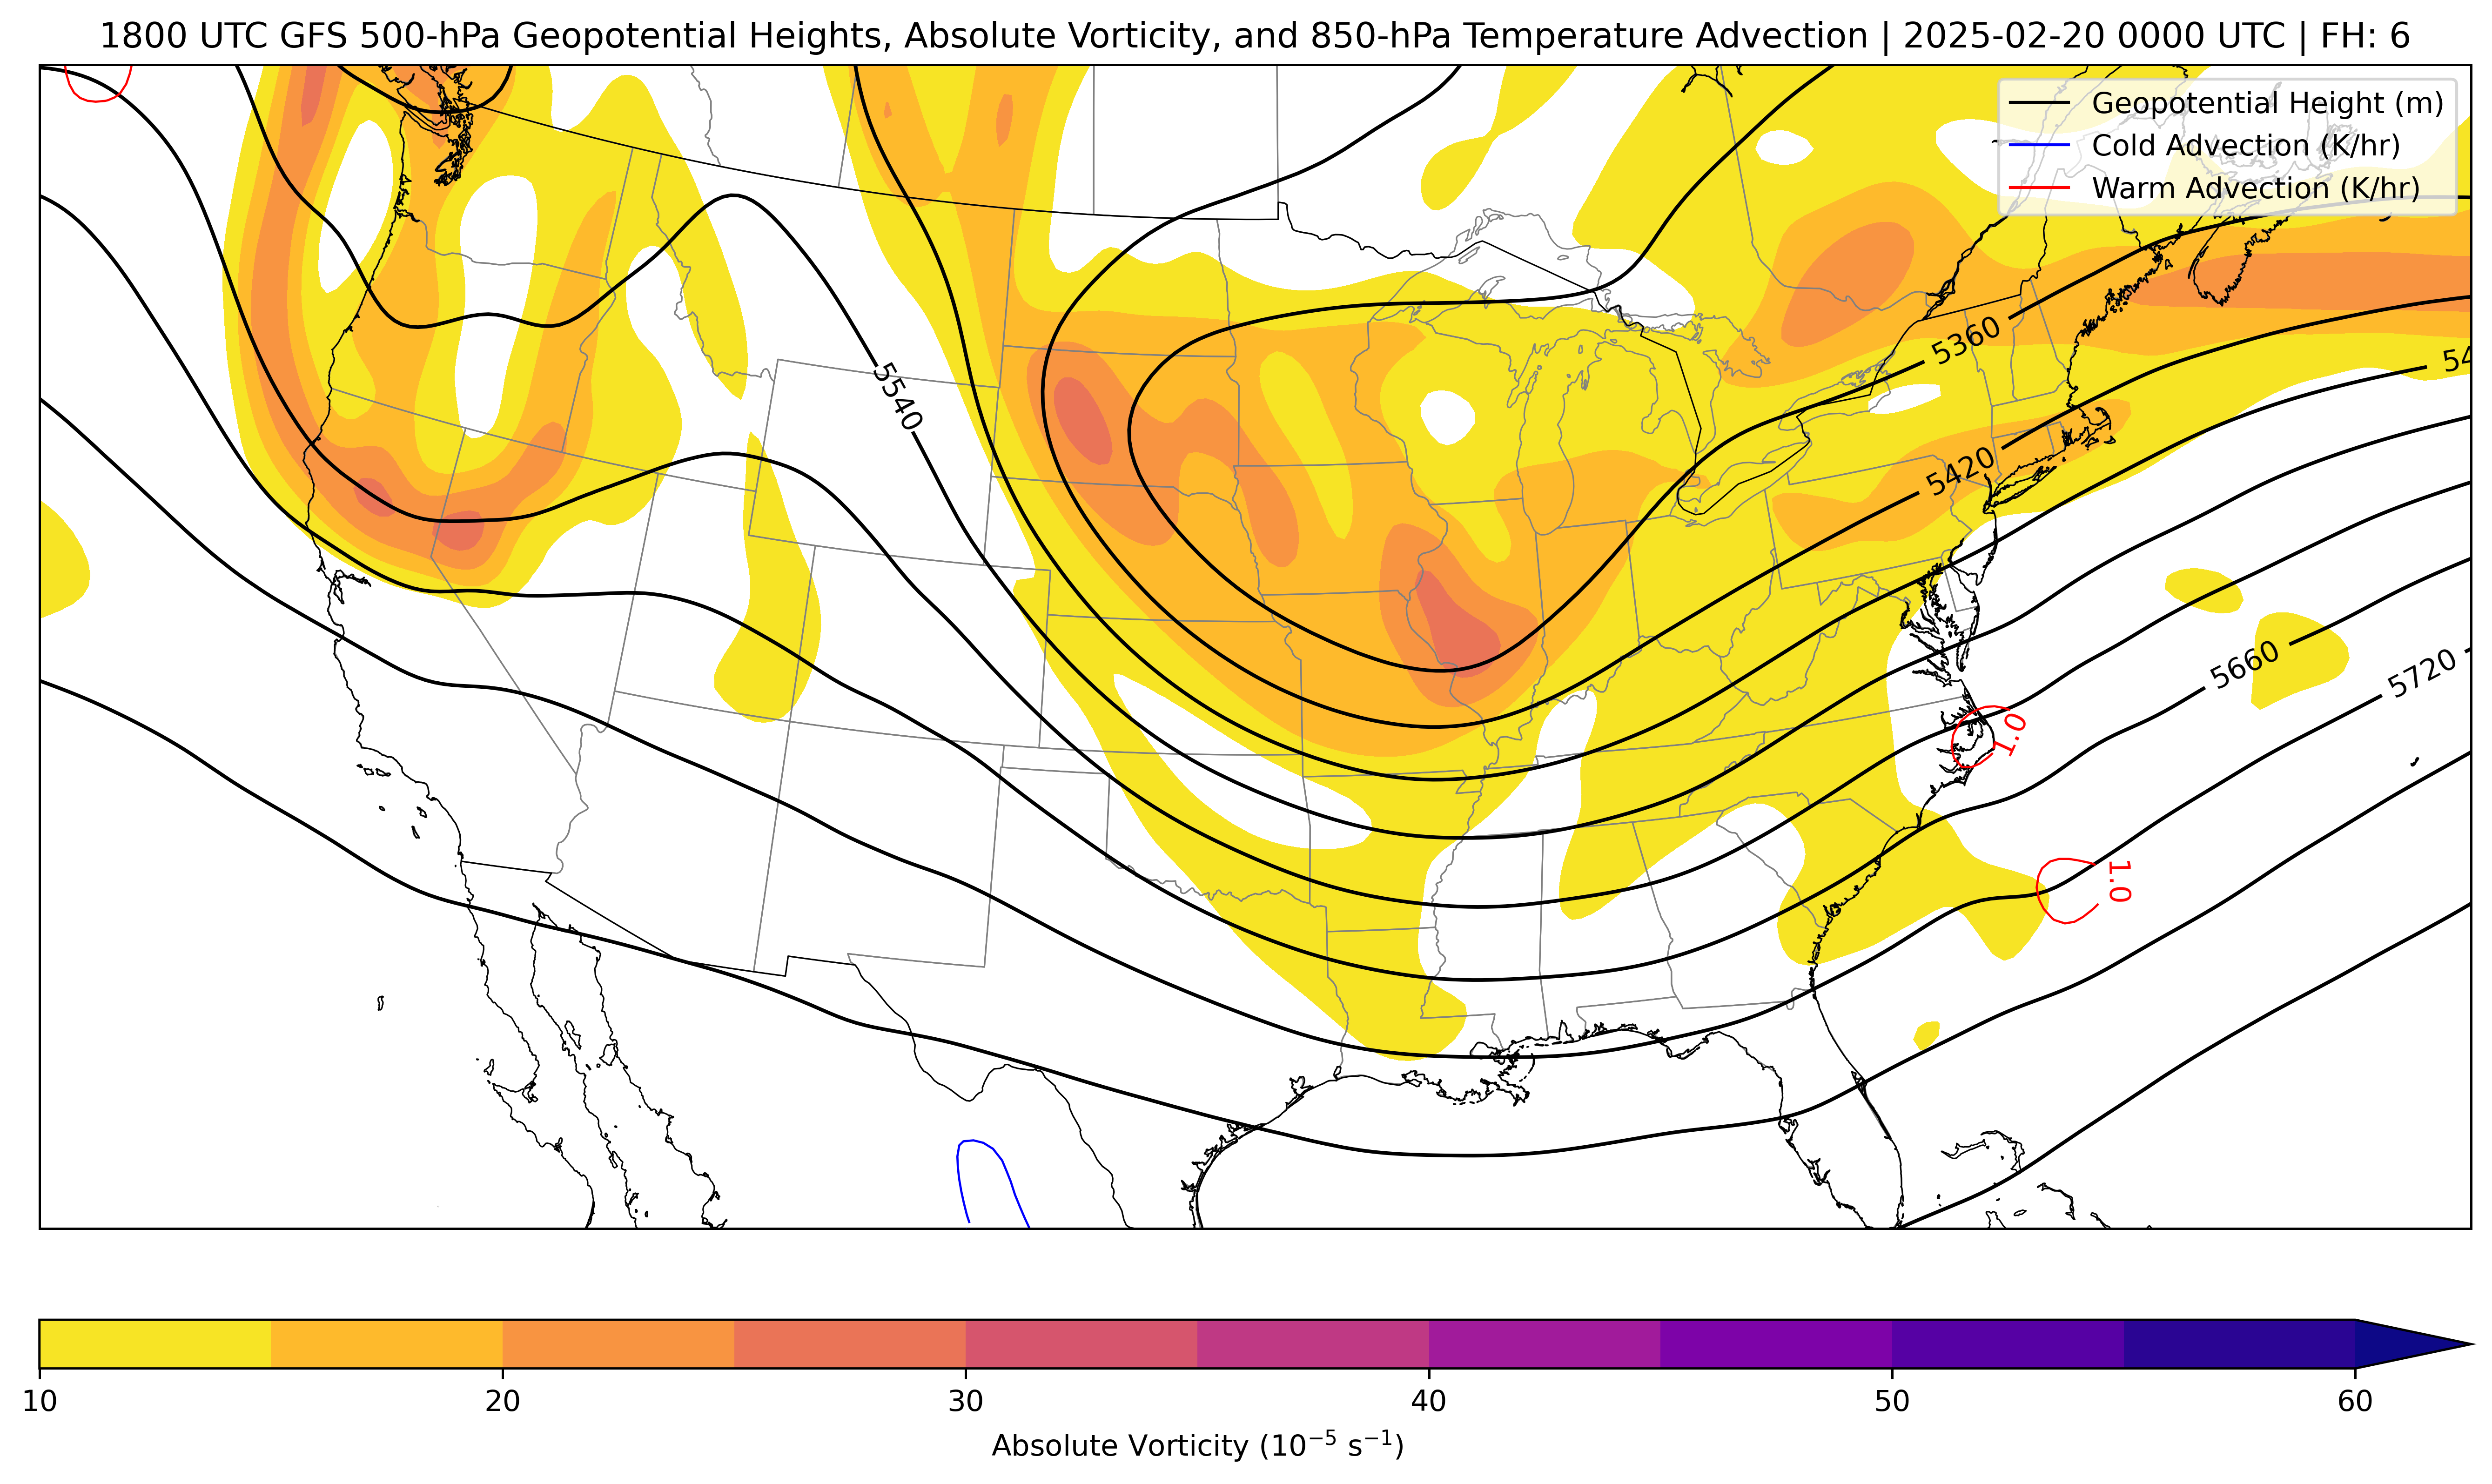 1800 UTC GFS 500-hPa Geopotential Heights, Absolute Vorticity, and 850-hPa Temperature Advection | 2025-02-20 0000 UTC | FH: 6
Geopotential Height (m)
Cold Advection (K/hr)
Warm Advection (K/hr)
5360
54
5540
5420
5660
5720
1.0
1.0
10 20 30 40 50 60
Absolute Vorticity (10⁻⁵ s⁻¹)